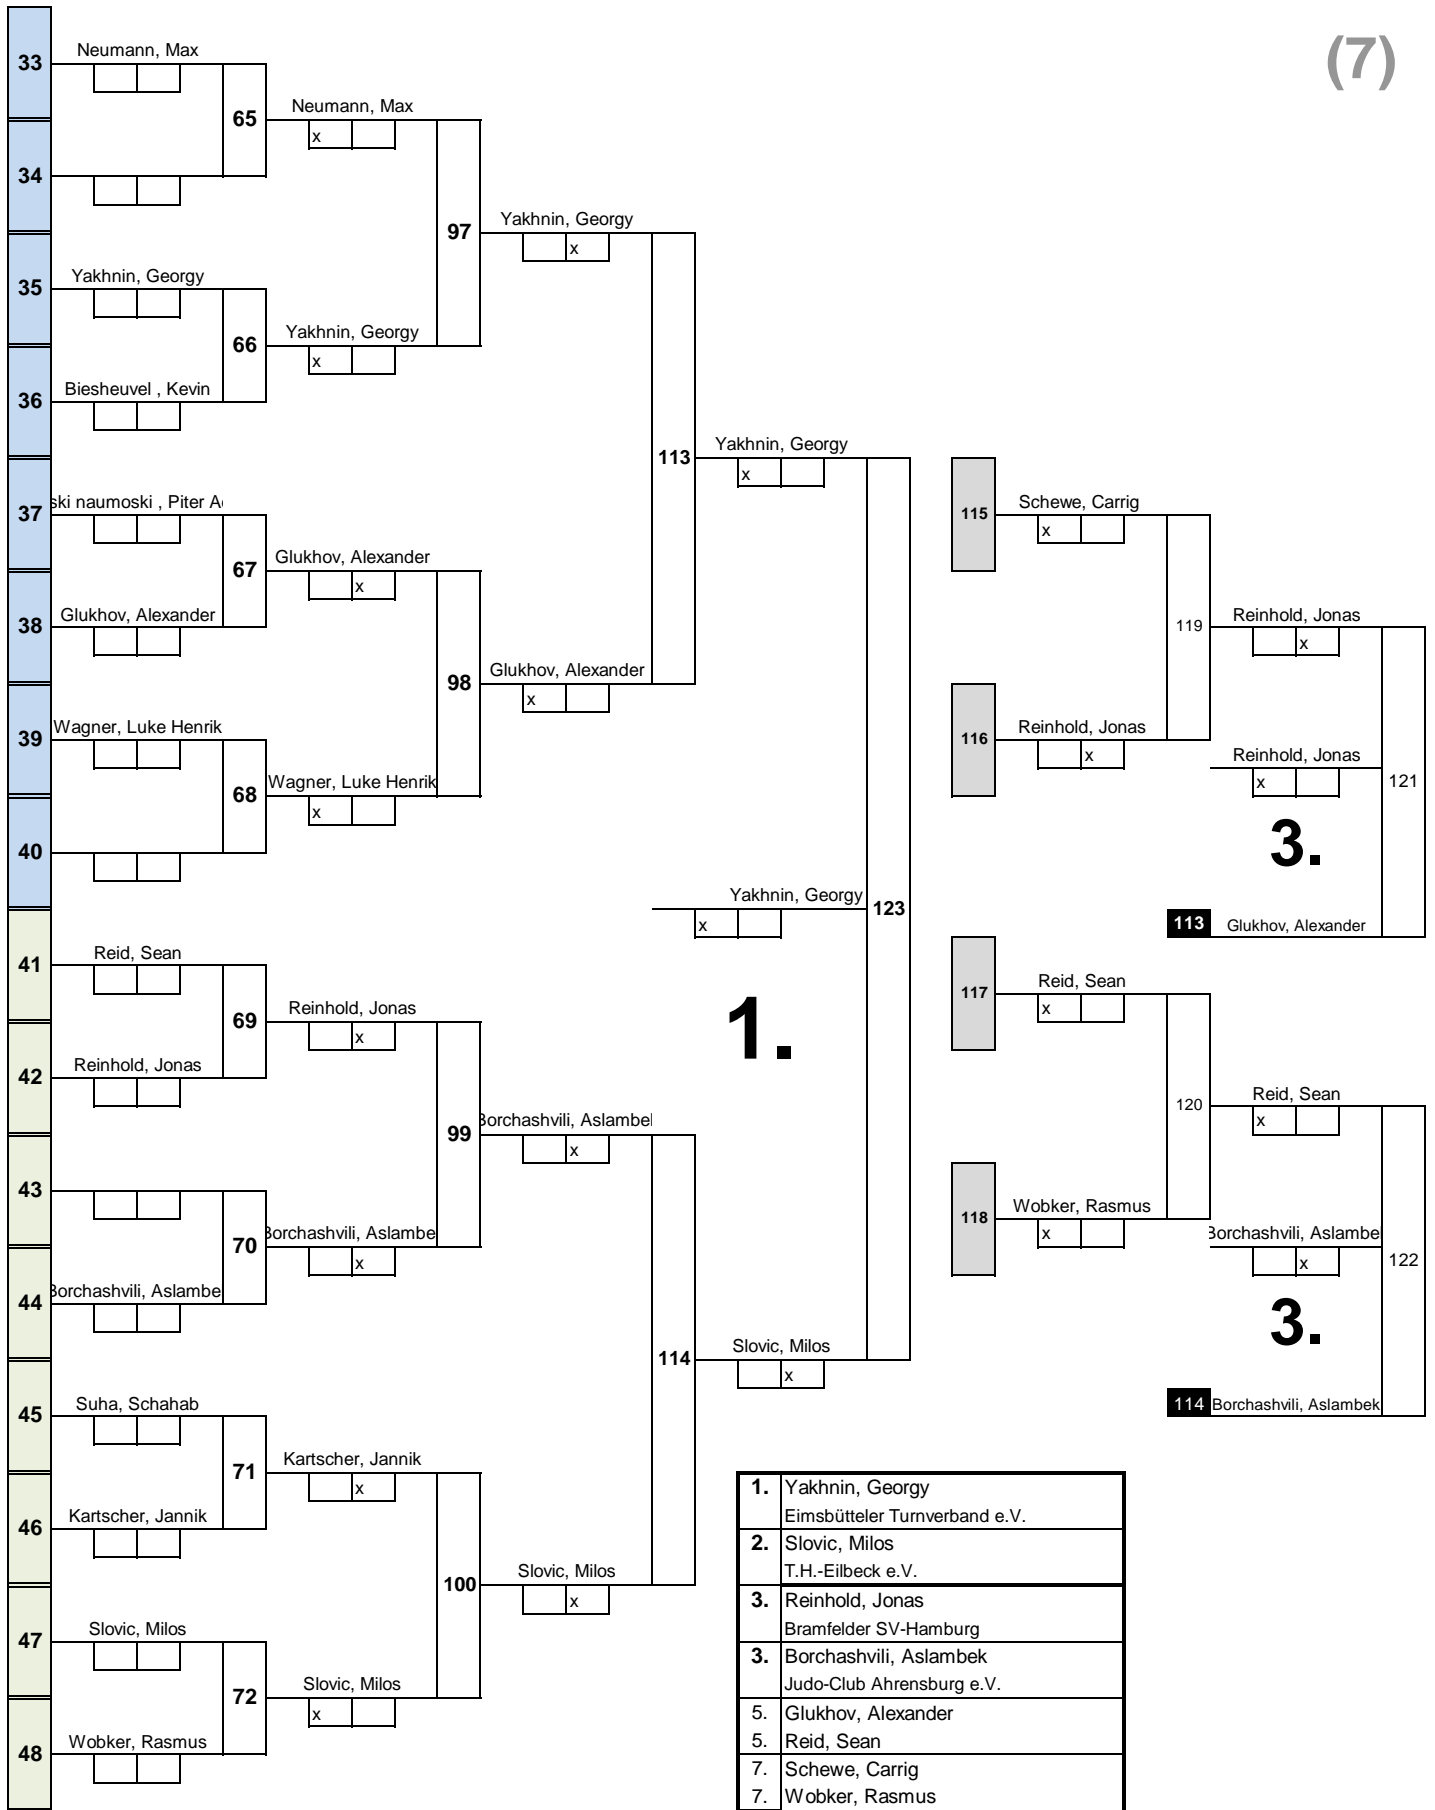 (7)
33
Neumann, Max
65
Neumann, Max
x
34
97
Yakhnin, Georgy
x
35
Yakhnin, Georgy
66
Yakhnin, Georgy
x
36
Biesheuvel , Kevin
113
Yakhnin, Georgy
x
37
ski naumoski , Piter A
67
Glukhov, Alexander
x
38
Glukhov, Alexander
98
Glukhov, Alexander
x
39
Wagner, Luke Henrik
68
Wagner, Luke Henrik
x
40
123
Yakhnin, Georgy
x
1.
41
Reid, Sean
69
Reinhold, Jonas
x
42
Reinhold, Jonas
99
Borchashvili, Aslambe
x
43
70
Borchashvili, Aslambe
x
44
Borchashvili, Aslambe
114
Slovic, Milos
x
45
Suha, Schahab
71
Kartscher, Jannik
x
46
Kartscher, Jannik
100
Slovic, Milos
x
47
Slovic, Milos
72
Slovic, Milos
x
48
Wobker, Rasmus
115
Schewe, Carrig
x
119
Reinhold, Jonas
x
116
Reinhold, Jonas
x
Reinhold, Jonas
x
121
3.
113 Glukhov, Alexander
117
Reid, Sean
x
120
Reid, Sean
x
118
Wobker, Rasmus
x
Borchashvili, Aslambe
x
122
3.
114 Borchashvili, Aslambek
1. Yakhnin, Georgy
Eimsbütteler Turnverband e.V.
2. Slovic, Milos
T.H.-Eilbeck e.V.
3. Reinhold, Jonas
Bramfelder SV-Hamburg
3. Borchashvili, Aslambek
Judo-Club Ahrensburg e.V.
5. Glukhov, Alexander
5. Reid, Sean
7. Schewe, Carrig
7. Wobker, Rasmus